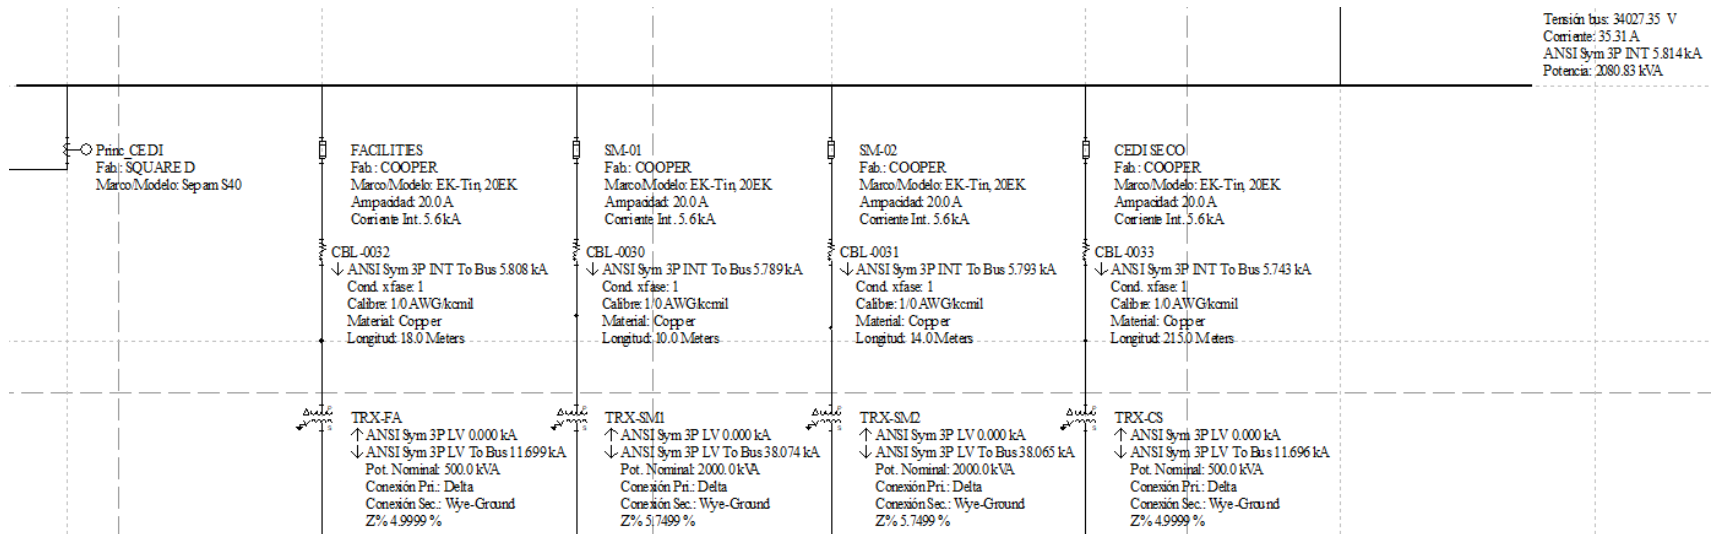 Tensión bus: 34027.35 V
Corriente: 35.31 A
ANSI Sym 3P INT 5.814 kA
Potencia: 2080.83 kVA
Princ_CEDI
Fab.: SQUARE D
Marco/Modelo: Sepam S40
FACILITIES
Fab.: COOPER
Marco/Modelo: EK-Tin, 20EK
Ampacidad: 20.0 A
Corriente Int. 5.6 kA
SM-01
Fab.: COOPER
Marco/Modelo: EK-Tin, 20EK
Ampacidad: 20.0 A
Corriente Int. 5.6 kA
SM-02
Fab.: COOPER
Marco/Modelo: EK-Tin, 20EK
Ampacidad: 20.0 A
Corriente Int. 5.6 kA
CEDI SECO
Fab.: COOPER
Marco/Modelo: EK-Tin, 20EK
Ampacidad: 20.0 A
Corriente Int. 5.6 kA
CBL-0032
ANSI Sym 3P INT To Bus 5.808 kA
Cond. x fase: 1
Calibre: 1/0 AWG/kcmil
Material: Copper
Longitud: 18.0 Meters
CBL-0030
ANSI Sym 3P INT To Bus 5.789 kA
Cond. x fase: 1
Calibre: 1/0 AWG/kcmil
Material: Copper
Longitud: 10.0 Meters
CBL-0031
ANSI Sym 3P INT To Bus 5.793 kA
Cond. x fase: 1
Calibre: 1/0 AWG/kcmil
Material: Copper
Longitud: 14.0 Meters
CBL-0033
ANSI Sym 3P INT To Bus 5.743 kA
Cond. x fase: 1
Calibre: 1/0 AWG/kcmil
Material: Copper
Longitud: 215.0 Meters
TRX-FA
ANSI Sym 3P LV 0.000 kA
ANSI Sym 3P LV To Bus 11.699 kA
Pot. Nominal: 500.0 kVA
Conexión Pri.: Delta
Conexión Sec.: Wye-Ground
Z% 4.9999 %
TRX-SM1
ANSI Sym 3P LV 0.000 kA
ANSI Sym 3P LV To Bus 38.074 kA
Pot. Nominal: 2000.0 kVA
Conexión Pri.: Delta
Conexión Sec.: Wye-Ground
Z% 5.7499 %
TRX-SM2
ANSI Sym 3P LV 0.000 kA
ANSI Sym 3P LV To Bus 38.065 kA
Pot. Nominal: 2000.0 kVA
Conexión Pri.: Delta
Conexión Sec.: Wye-Ground
Z% 5.7499 %
TRX-CS
ANSI Sym 3P LV 0.000 kA
ANSI Sym 3P LV To Bus 11.696 kA
Pot. Nominal: 500.0 kVA
Conexión Pri.: Delta
Conexión Sec.: Wye-Ground
Z% 4.9999 %